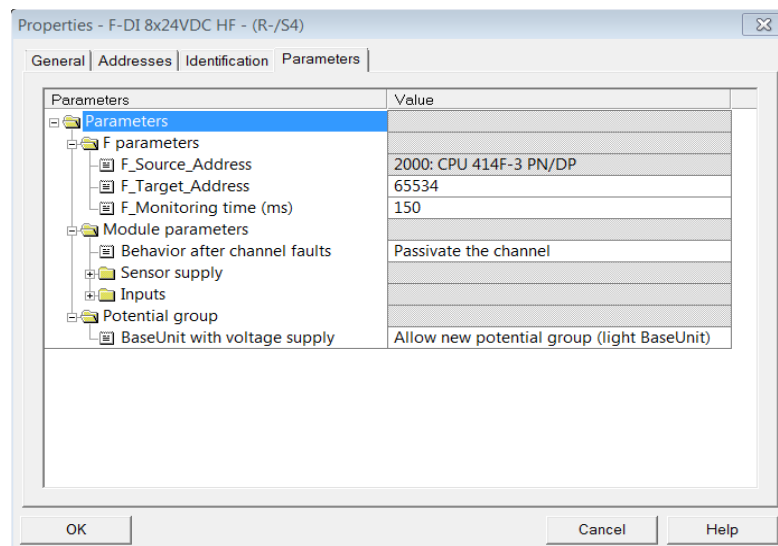 Properties - F-DI 8x24VDC HF - (R-/S4)
General Addresses Identification Parameters
Parameters Value
Parameters
F parameters
F_Source_Address 2000: CPU 414F-3 PN/DP
F_Target_Address 65534
F_Monitoring time (ms) 150
Module parameters
Behavior after channel faults Passivate the channel
Sensor supply
Inputs
Potential group
BaseUnit with voltage supply Allow new potential group (light BaseUnit)
OK Cancel Help